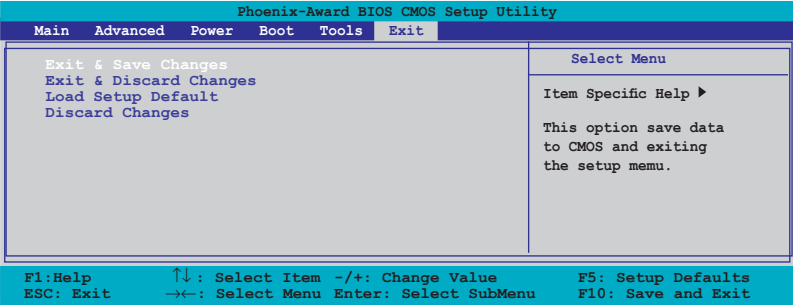 Phoenix-Award BIOS CMOS Setup Utility
Main Advanced Power Boot Tools Exit
Exit & Save Changes
Exit & Discard Changes
Load Setup Default
Discard Changes
Select Menu
Item Specific Help ▶
This option save data
to CMOS and exiting
the setup memu.
F1:Help ↑↓: Select Item -/+: Change Value F5: Setup Defaults
ESC: Exit →←: Select Menu Enter: Select SubMenu F10: Save and Exit